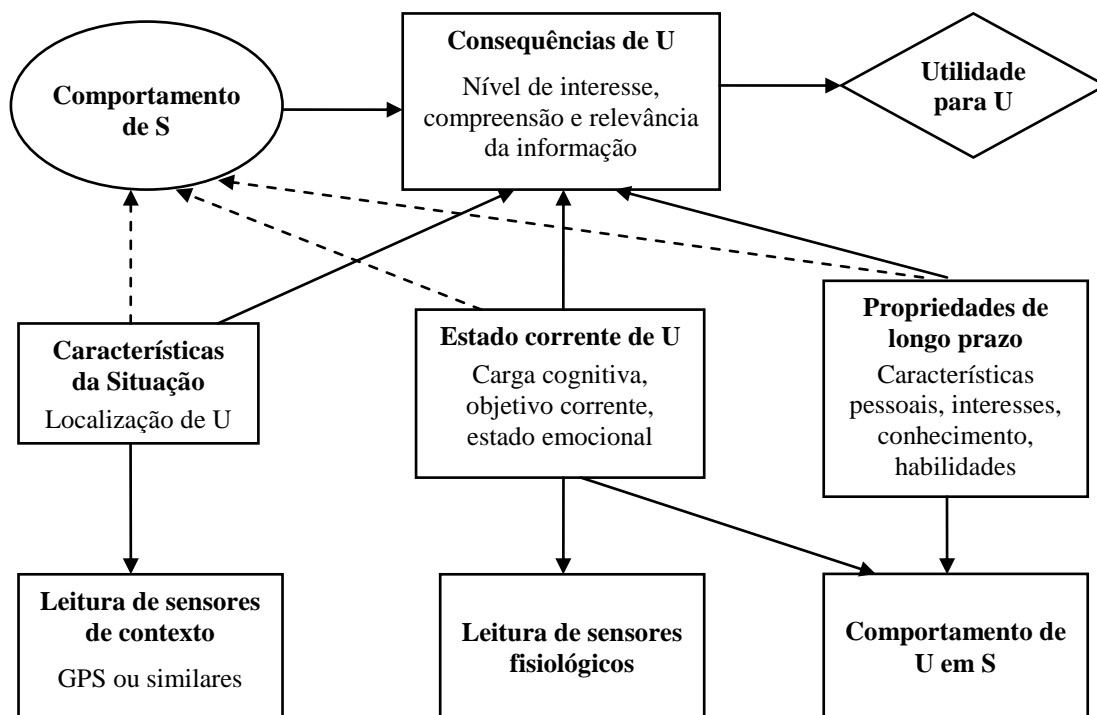 Comportamento
de S
Consequências de U
Nível de interesse,
compreensão e relevância
da informação
Utilidade
para U
Características
da Situação
Localização de U
Estado corrente de U
Carga cognitiva,
objetivo corrente,
estado emocional
Propriedades de
longo prazo
Características
pessoais, interesses,
conhecimento,
habilidades
Leitura de sensores
de contexto
GPS ou similares
Leitura de sensores
fisiológicos
Comportamento de
U em S